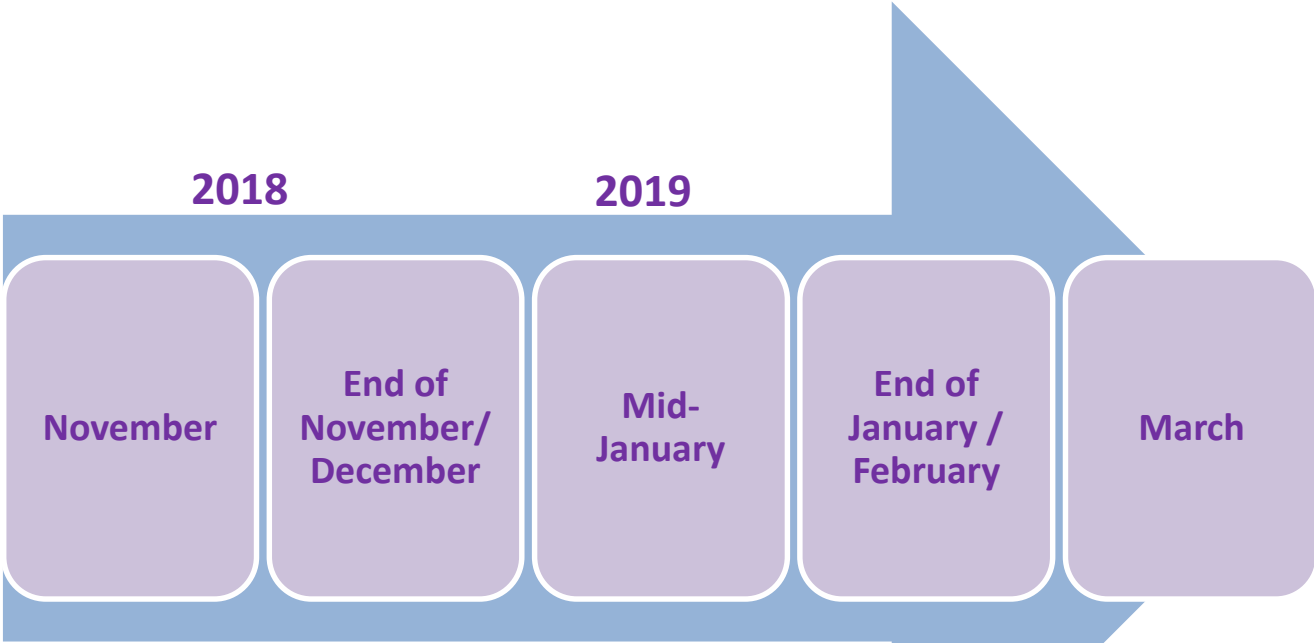 2018
2019
November
End of
November/
December
Mid-
January
End of
January /
February
March